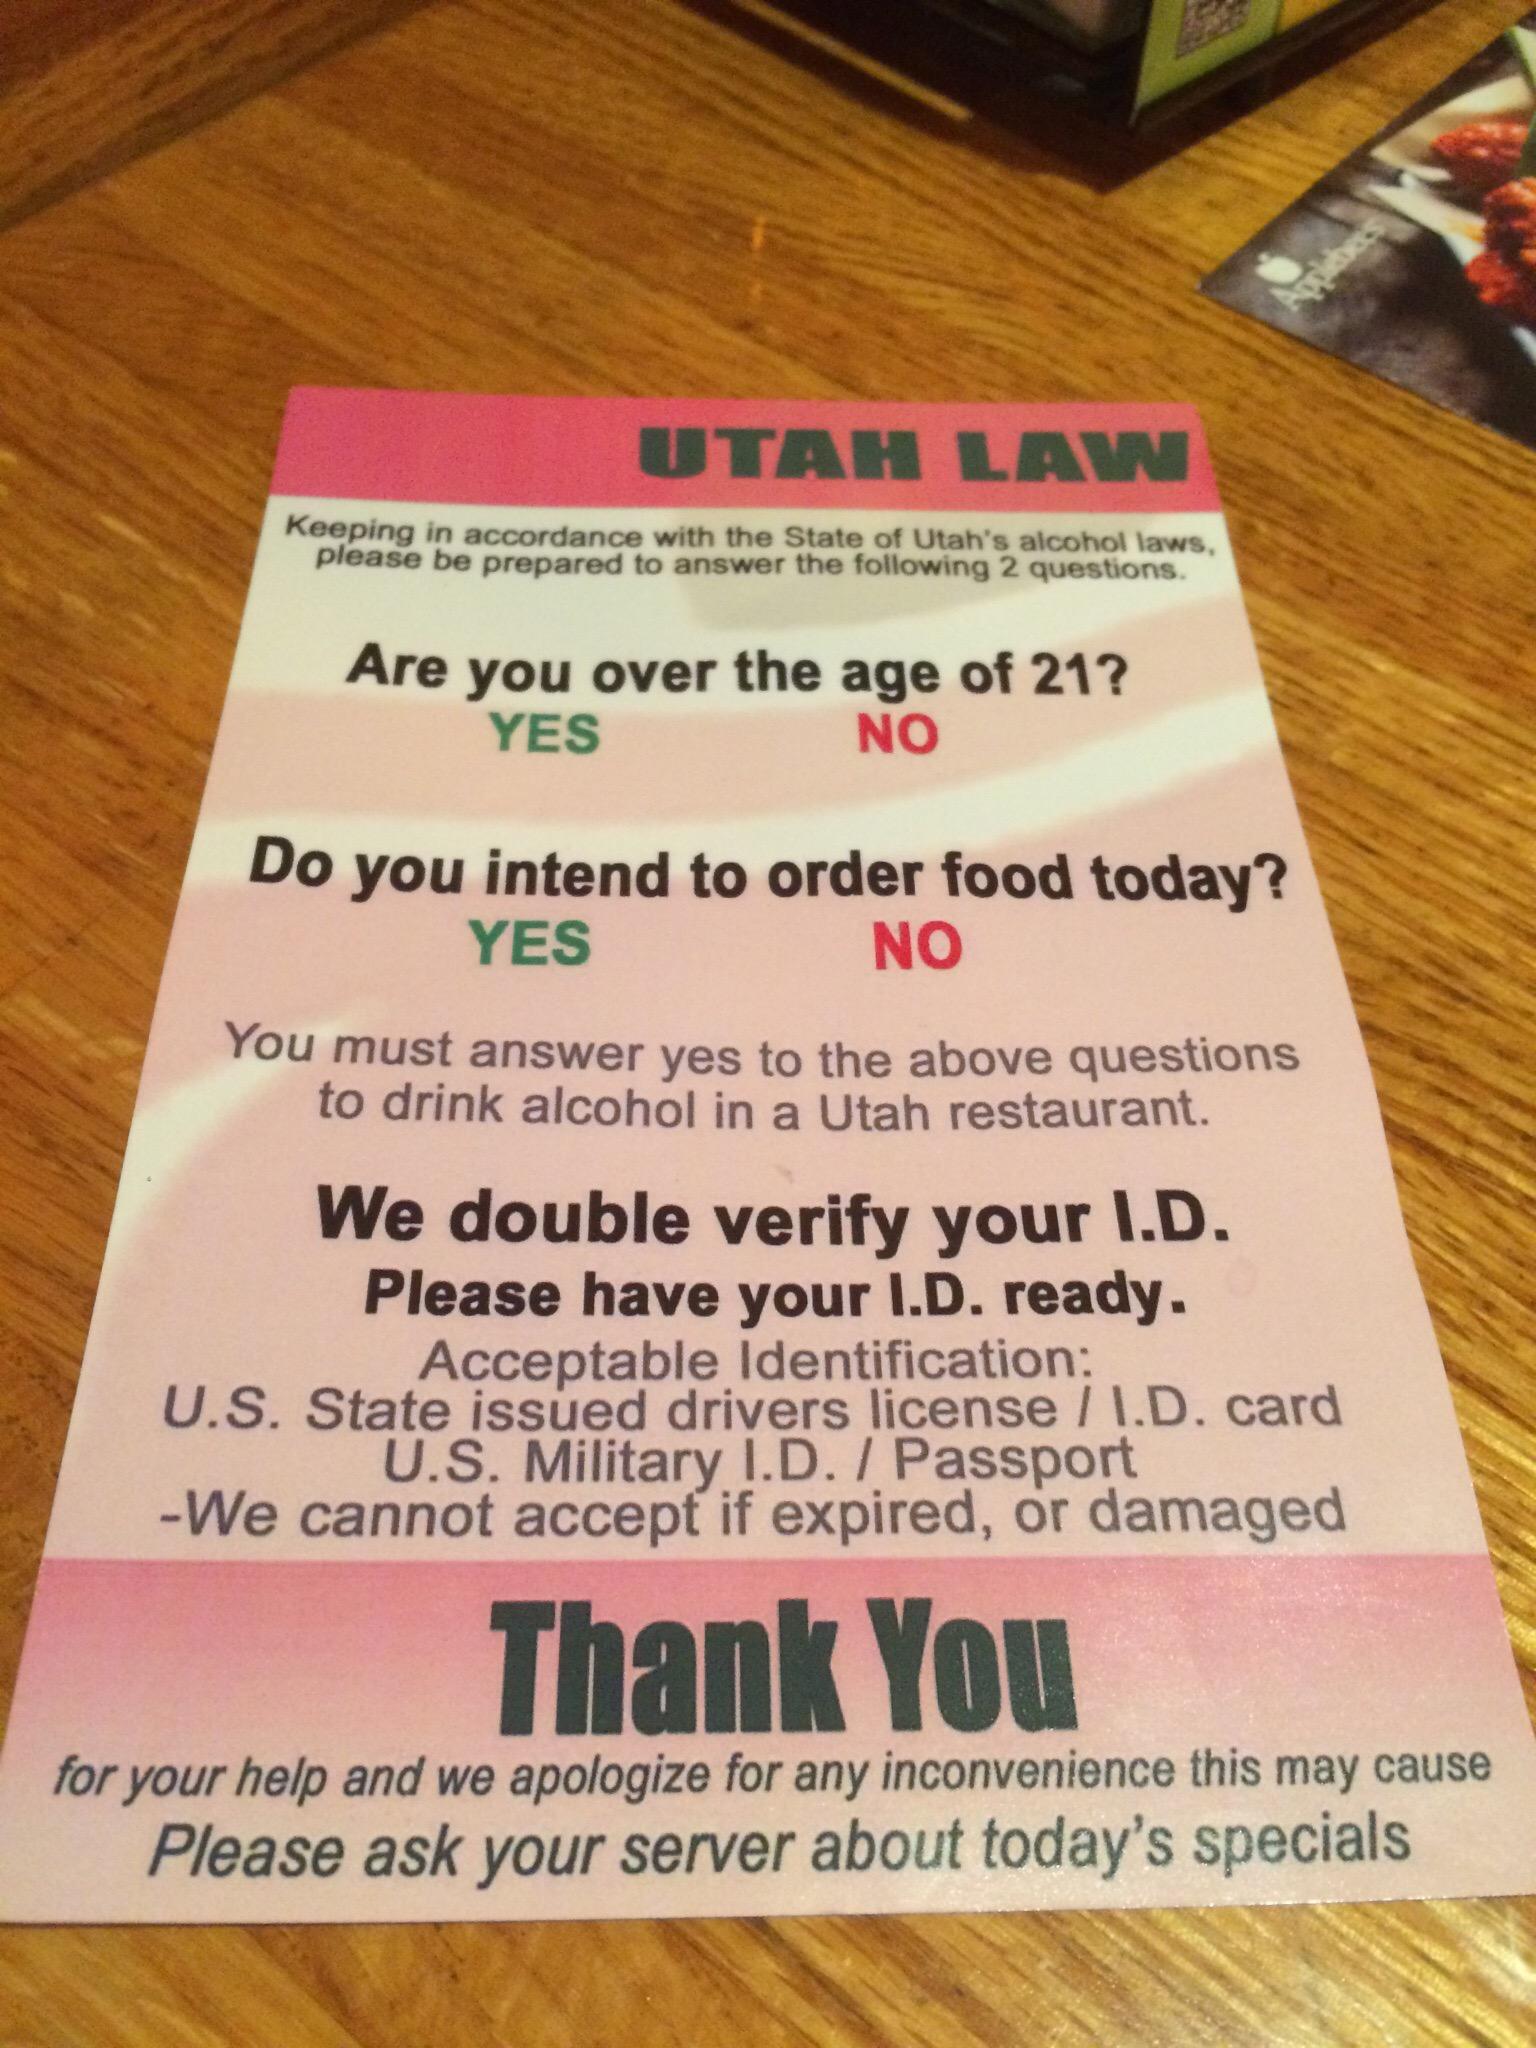 Applebee's
UTAH LAW
Keeping in accordance with the State of Utah's alcohol laws,
please be prepared to answer the following 2 questions.
Are you over the age of 21?
YES NO
Do you intend to order food today?
YES NO
You must answer yes to the above questions
to drink alcohol in a Utah restaurant.
We double verify your I.D.
Please have your I.D. ready.
Acceptable Identification:
U.S. State issued drivers license / I.D. card
U.S. Military I.D. / Passport
-We cannot accept if expired, or damaged
Thank You
for your help and we apologize for any inconvenience this may cause
Please ask your server about today's specials